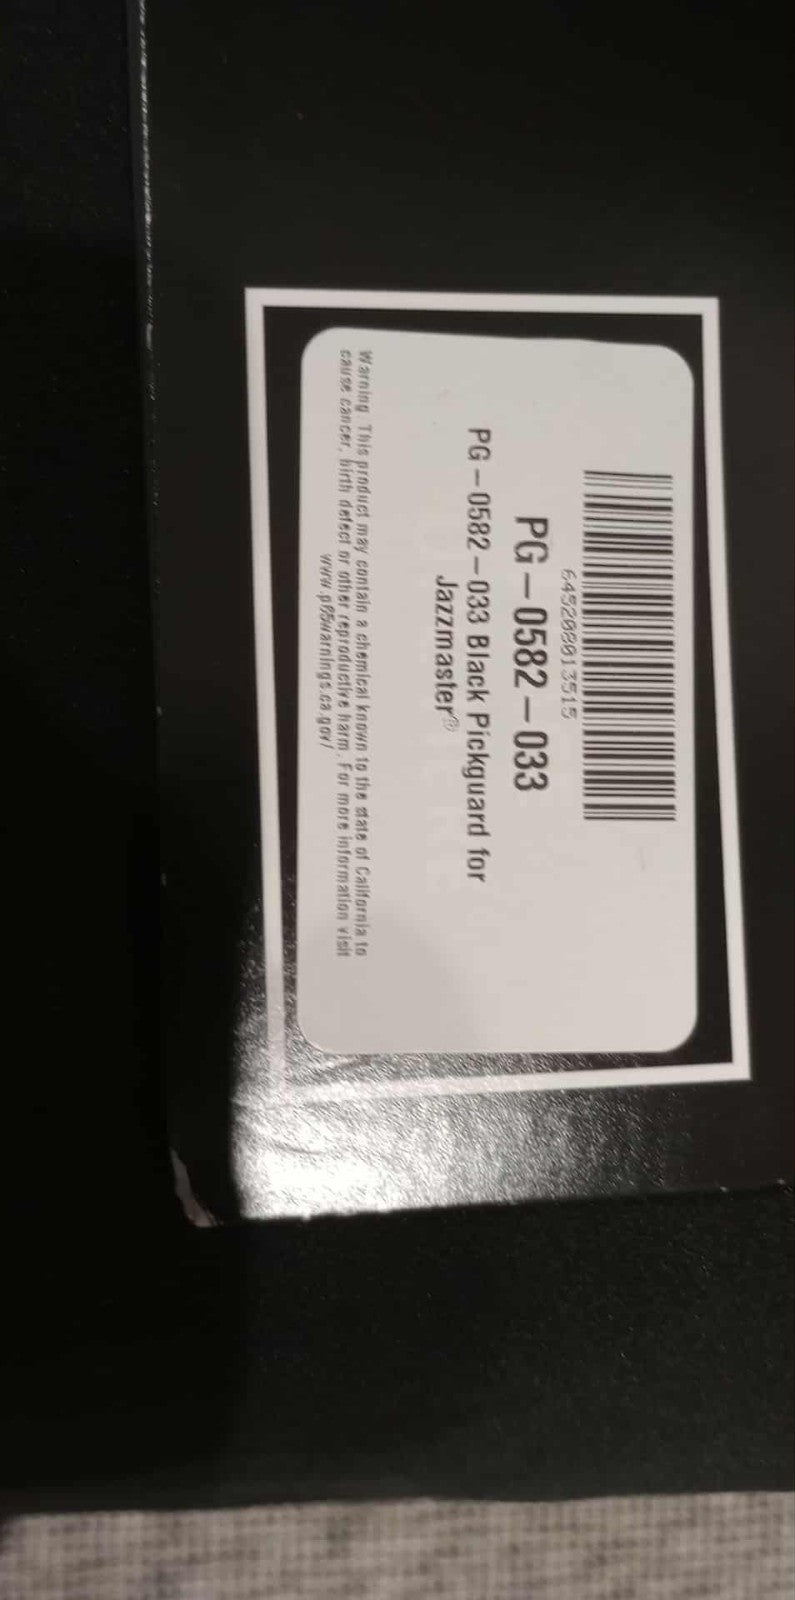 645208013515
PG-0582-033
PG-0582-033 Black Pickguard for
Jazzmaster®
Warning. This product may contain a chemical known to the state of California to
cause cancer, birth defect or other reproductive harm. For more information visit
www.p65warnings.ca.gov/